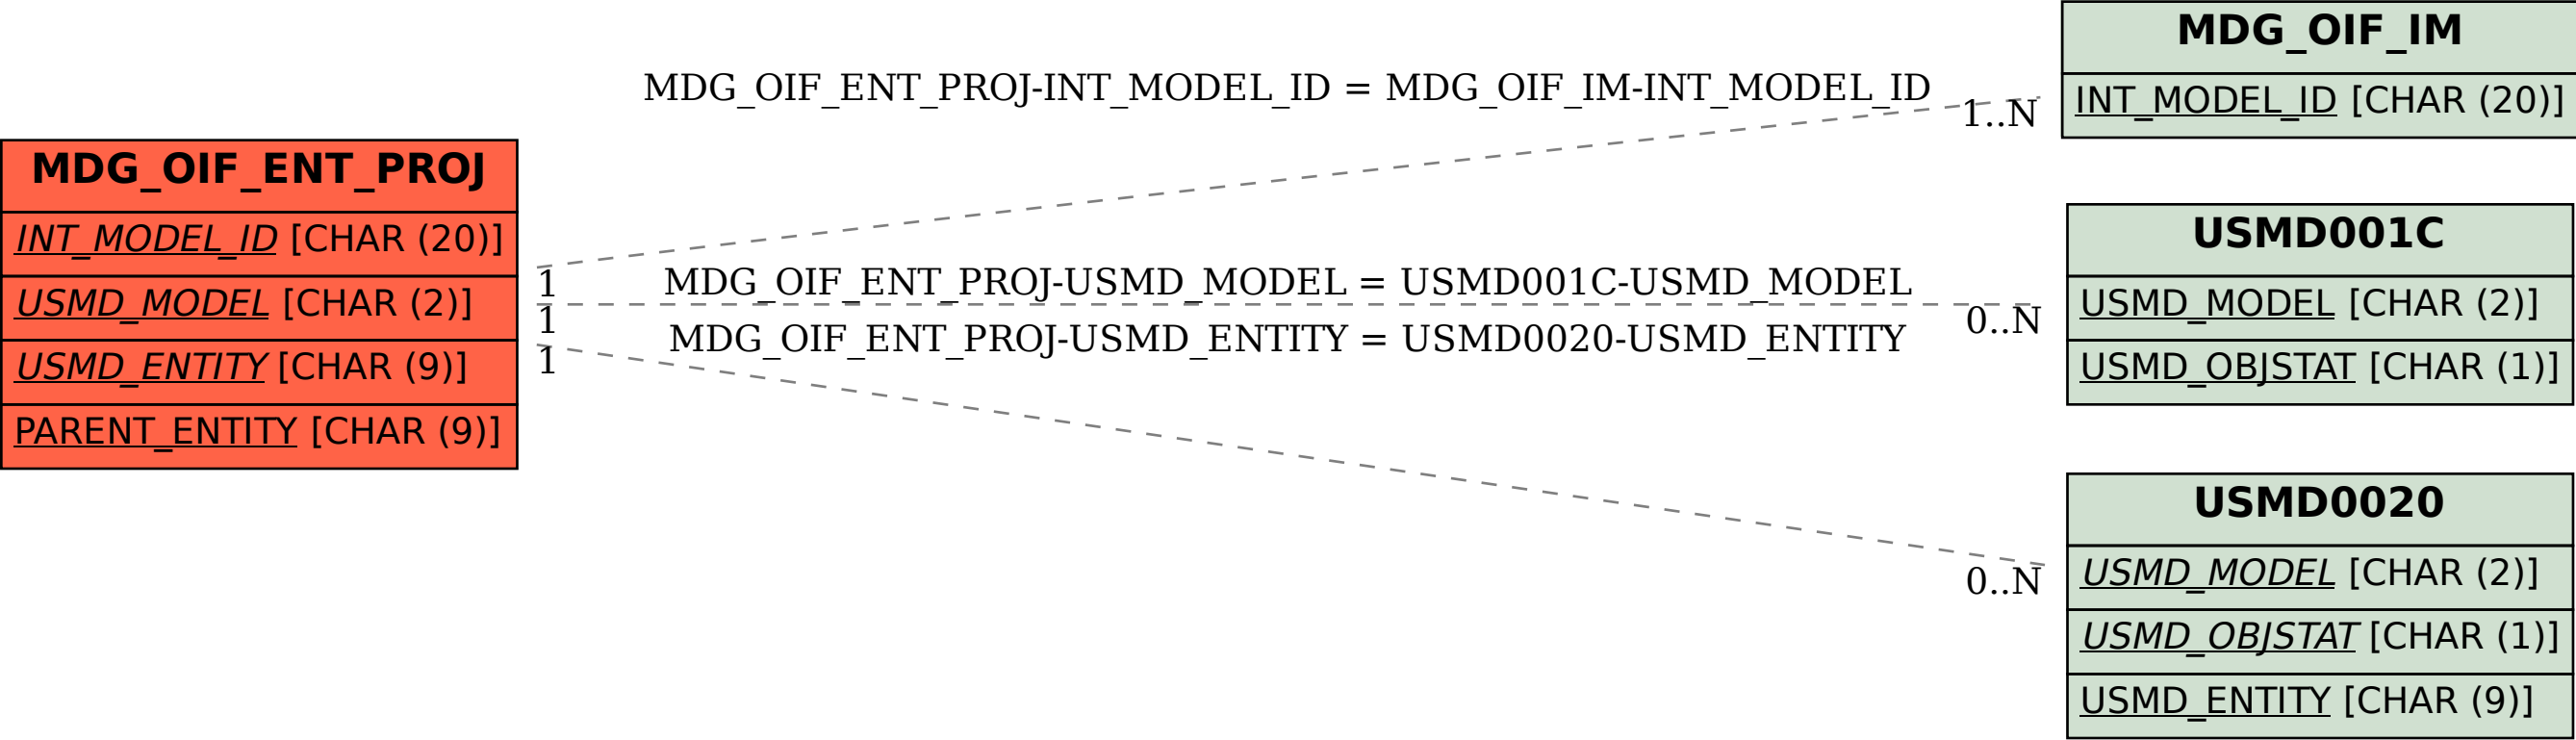 MDG_OIF_ENT_PROJ
INT_MODEL_ID [CHAR (20)]
USMD_MODEL [CHAR (2)]
USMD_ENTITY [CHAR (9)]
PARENT_ENTITY [CHAR (9)]
MDG_OIF_ENT_PROJ-INT_MODEL_ID = MDG_OIF_IM-INT_MODEL_ID
1..N
1
MDG_OIF_ENT_PROJ-USMD_MODEL = USMD001C-USMD_MODEL
1
0..N
MDG_OIF_ENT_PROJ-USMD_ENTITY = USMD0020-USMD_ENTITY
1
0..N
MDG_OIF_IM
INT_MODEL_ID [CHAR (20)]
USMD001C
USMD_MODEL [CHAR (2)]
USMD_OBJSTAT [CHAR (1)]
USMD0020
USMD_MODEL [CHAR (2)]
USMD_OBJSTAT [CHAR (1)]
USMD_ENTITY [CHAR (9)]